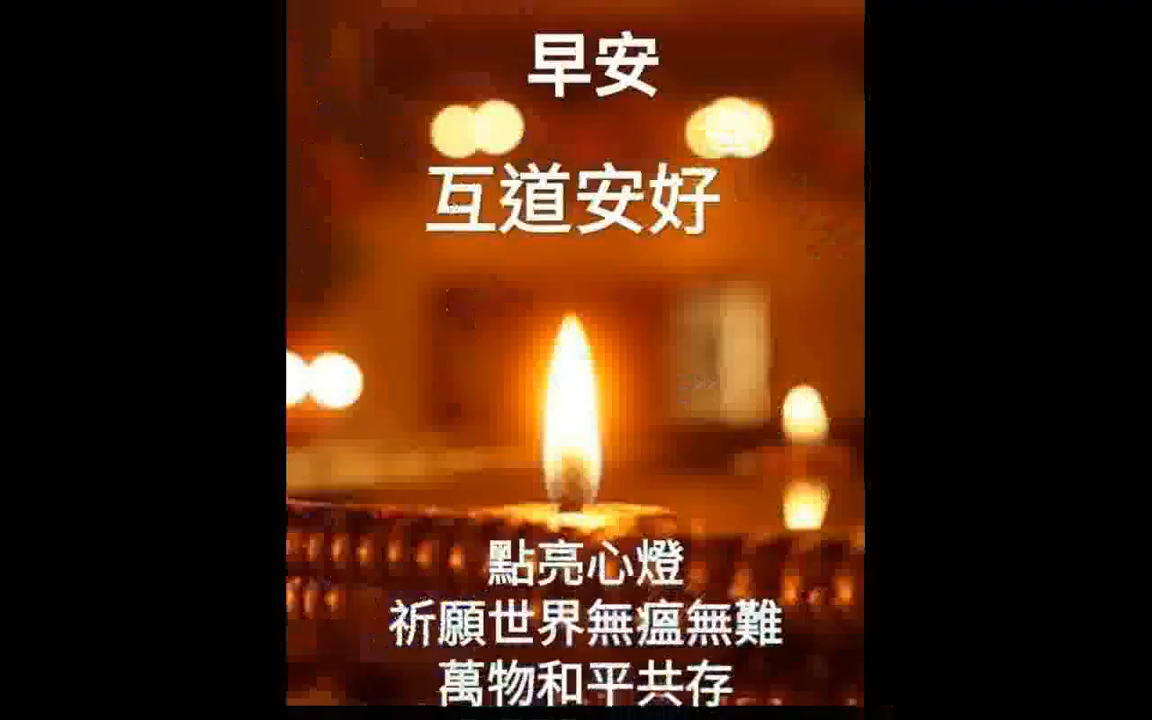 早安
互道安好
點亮心燈
祈願世界無瘟無難
萬物和平共存